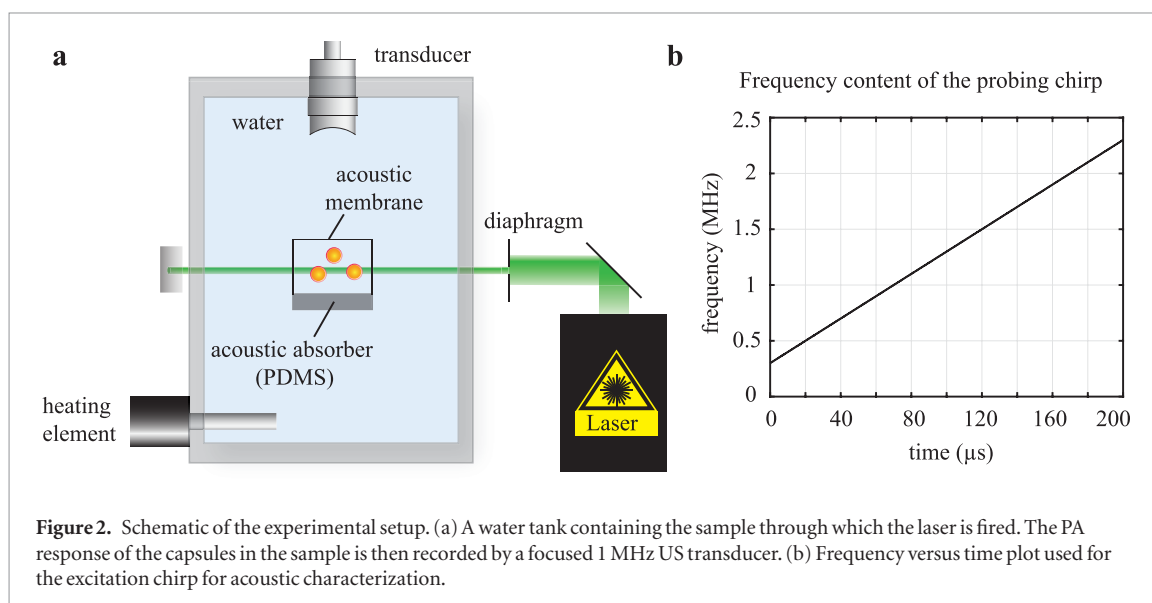 a
transducer
water
acoustic
membrane
diaphragm
acoustic absorber
(PDMS)
heating
element
Laser
b
Frequency content of the probing chirp
2.5
2
1.5
1
0.5
0
frequency (MHz)
0 40 80 120 160 200
time (µs)
Figure 2. Schematic of the experimental setup. (a) A water tank containing the sample through which the laser is fired. The PA
response of the capsules in the sample is then recorded by a focused 1 MHz US transducer. (b) Frequency versus time plot used for
the excitation chirp for acoustic characterization.